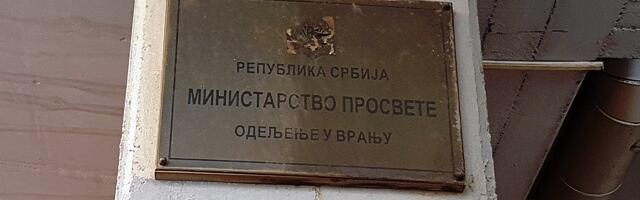 РЕПУБЛИКА СРБИЈА
МИНИСТАРСТВО ПРОСВЕТЕ
ОДЕЉЕЊЕ У ВРАЊУ